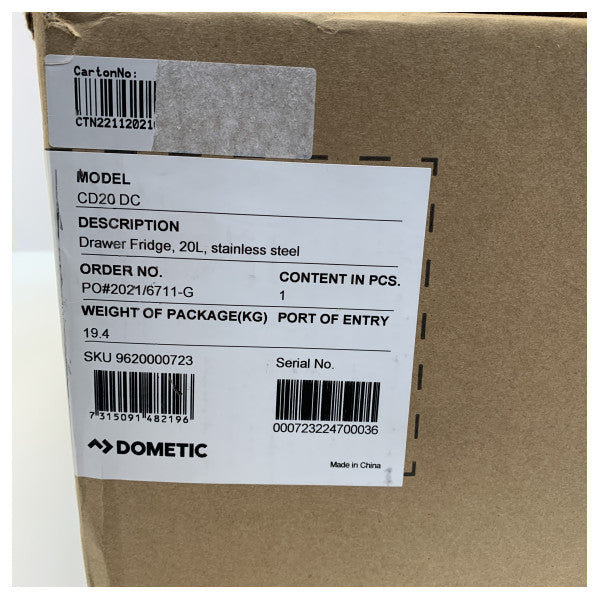 CartonNo:
CTN2211202
MODEL
CD20 DC
DESCRIPTION
Drawer Fridge, 20L, stainless steel
ORDER NO.
CONTENT IN PCS.
PO#2021/6711-G
1
WEIGHT OF PACKAGE(KG)
PORT OF ENTRY
19.4
SKU 9620000723
Serial No.
7 315091 482196
000723224700036
DOMETIC
Made in China